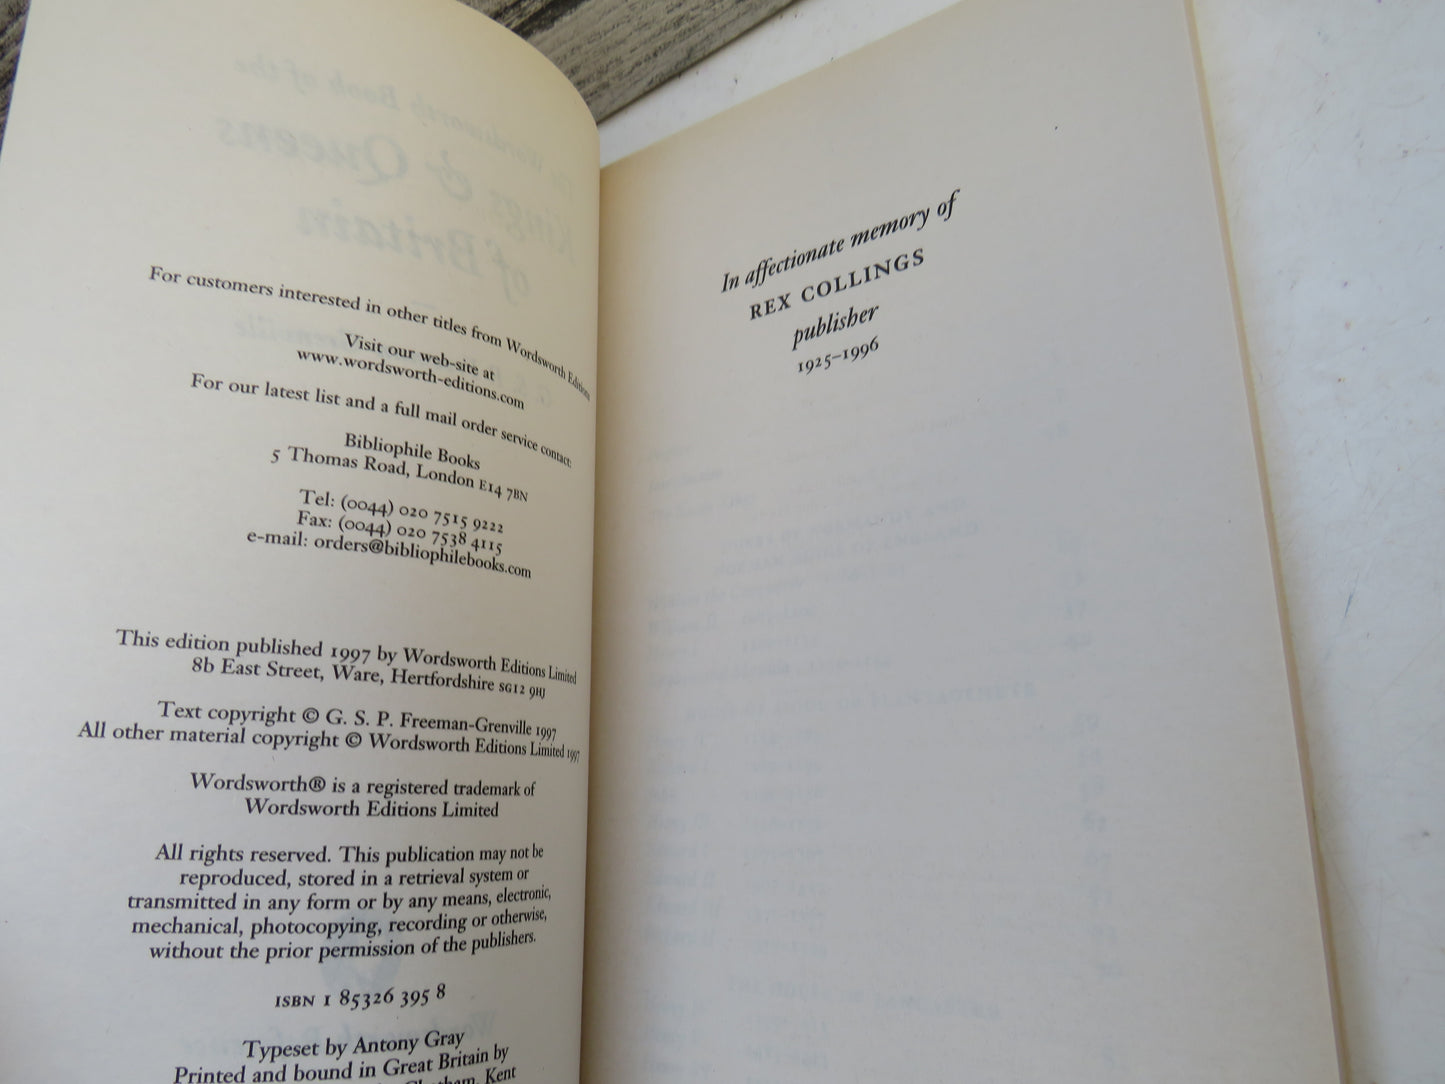 For customers interested in other titles from Wordsworth Editions
Visit our web-site at
www.wordsworth-editions.com
For our latest list and a full mail order service contact:
Bibliophile Books
5 Thomas Road, London E14 7BN
Tel: (0044) 020 7515 9222
Fax: (0044) 020 7538 4115
e-mail: orders@bibliophilebooks.com
This edition published 1997 by Wordsworth Editions Limited
8b East Street, Ware, Hertfordshire SG12 9HJ
Text copyright © G. S. P. Freeman-Grenville 1997
All other material copyright © Wordsworth Editions Limited 1997
Wordsworth® is a registered trademark of
Wordsworth Editions Limited
All rights reserved. This publication may not be
reproduced, stored in a retrieval system or
transmitted in any form or by any means, electronic,
mechanical, photocopying, recording or otherwise,
without the prior permission of the publishers.
ISBN 1 85326 395 8
Typeset by Antony Gray
Printed and bound in Great Britain by
Kent
In affectionate memory of
REX COLLINGS
publisher
1925–1996